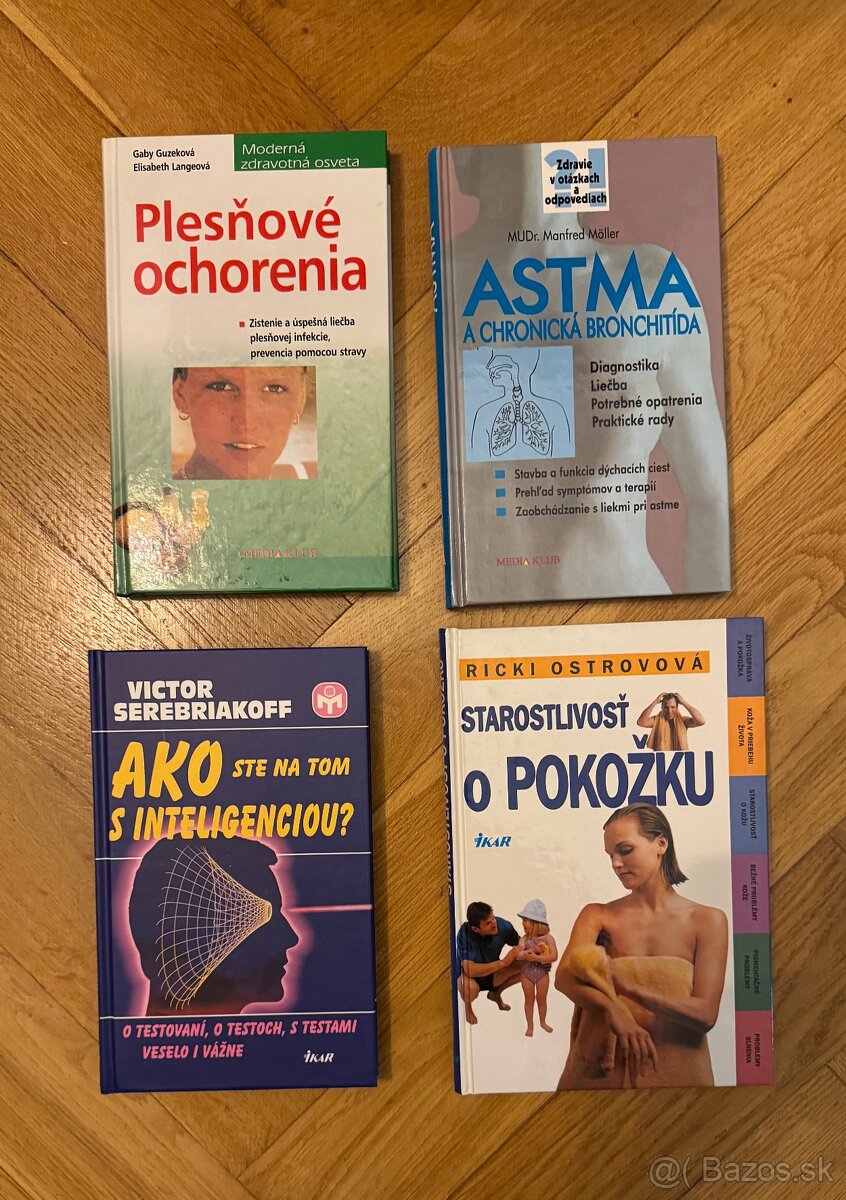 Gaby Guzeková
Elisabeth Langeová
Moderná
zdravotná osveta
Plesňové
ochorenia
Zistenie a úspešná liečba
plesňovej infekcie,
prevencia pomocou stravy
MEDIA KLUB
Zdravie
v otázkach
a
odpovediach
MUDr. Manfred Möller
ASTMA
A CHRONICKÁ BRONCHITÍDA
Diagnostika
Liečba
Potrebné opatrenia
Praktické rady
Stavba a funkcia dýchacích ciest
Prehľad symptómov a terapií
Zaobchádzanie s liekmi pri astme
MEDIA KLUB
ASTMA
VICTOR
SEREBRIAKOFF
AKO STE NA TOM
S INTELIGENCIOU?
O TESTOVANÍ, O TESTOCH, S TESTAMI
VESELO I VÁŽNE
IKAR
RICKI OSTROVOVÁ
STAROSTLIVOSŤ
O POKOŽKU
IKAR
STAROSTLIVOSŤ O POKOŽKU
ŽIVOTOSPRÁVA
A POKOŽKA
KOŽA V PRIEBEHU
ŽIVOTA
STAROSTLIVOSŤ
O KOŽU
BEŽNÉ PROBLÉMY
KOŽE
PIGMENTAČNÉ
PROBLÉMY
PROBLÉMY
SLNENIA
@( Bazos.sk